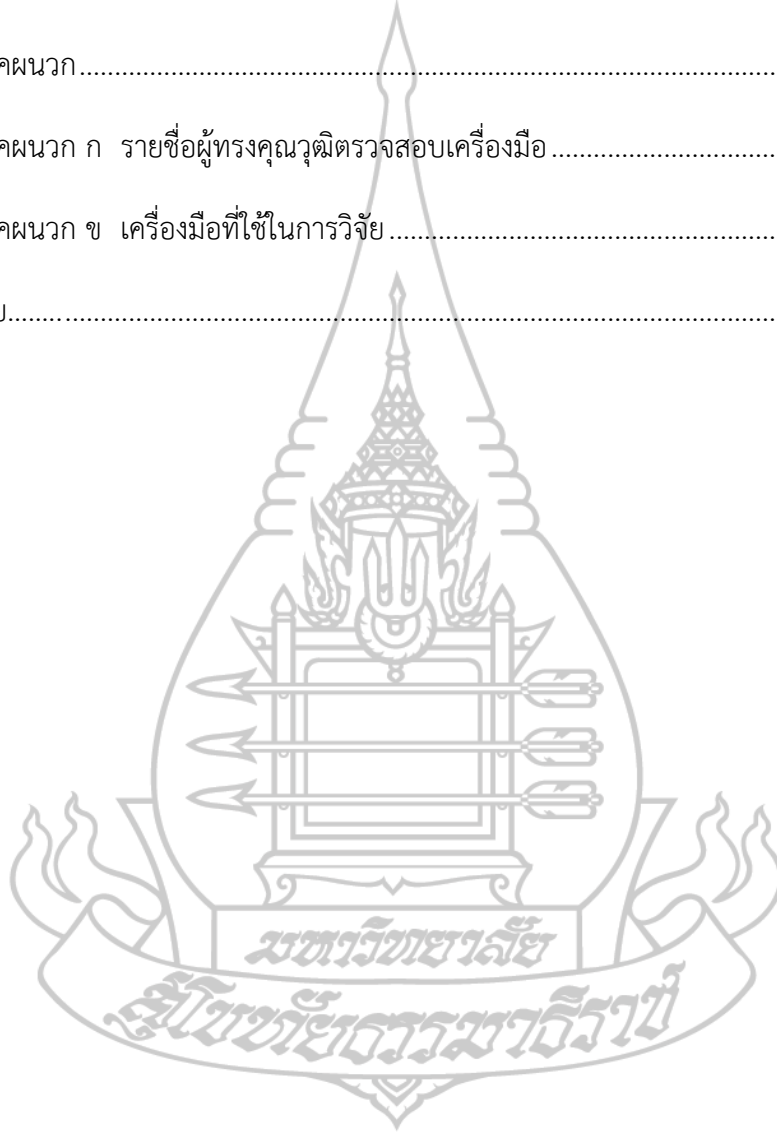 คผนวก..........................................................................................................................
คผนวก ก รายชื่อผู้ทรงคุณวุฒิตรวจสอบเครื่องมือ.......................................
คผนวก ข เครื่องมือที่ใช้ในการวิจัย....................................................................
ป..........................................................................................................................
มหาวิทยาลัย
สุโขทัยธรรมาธิราช